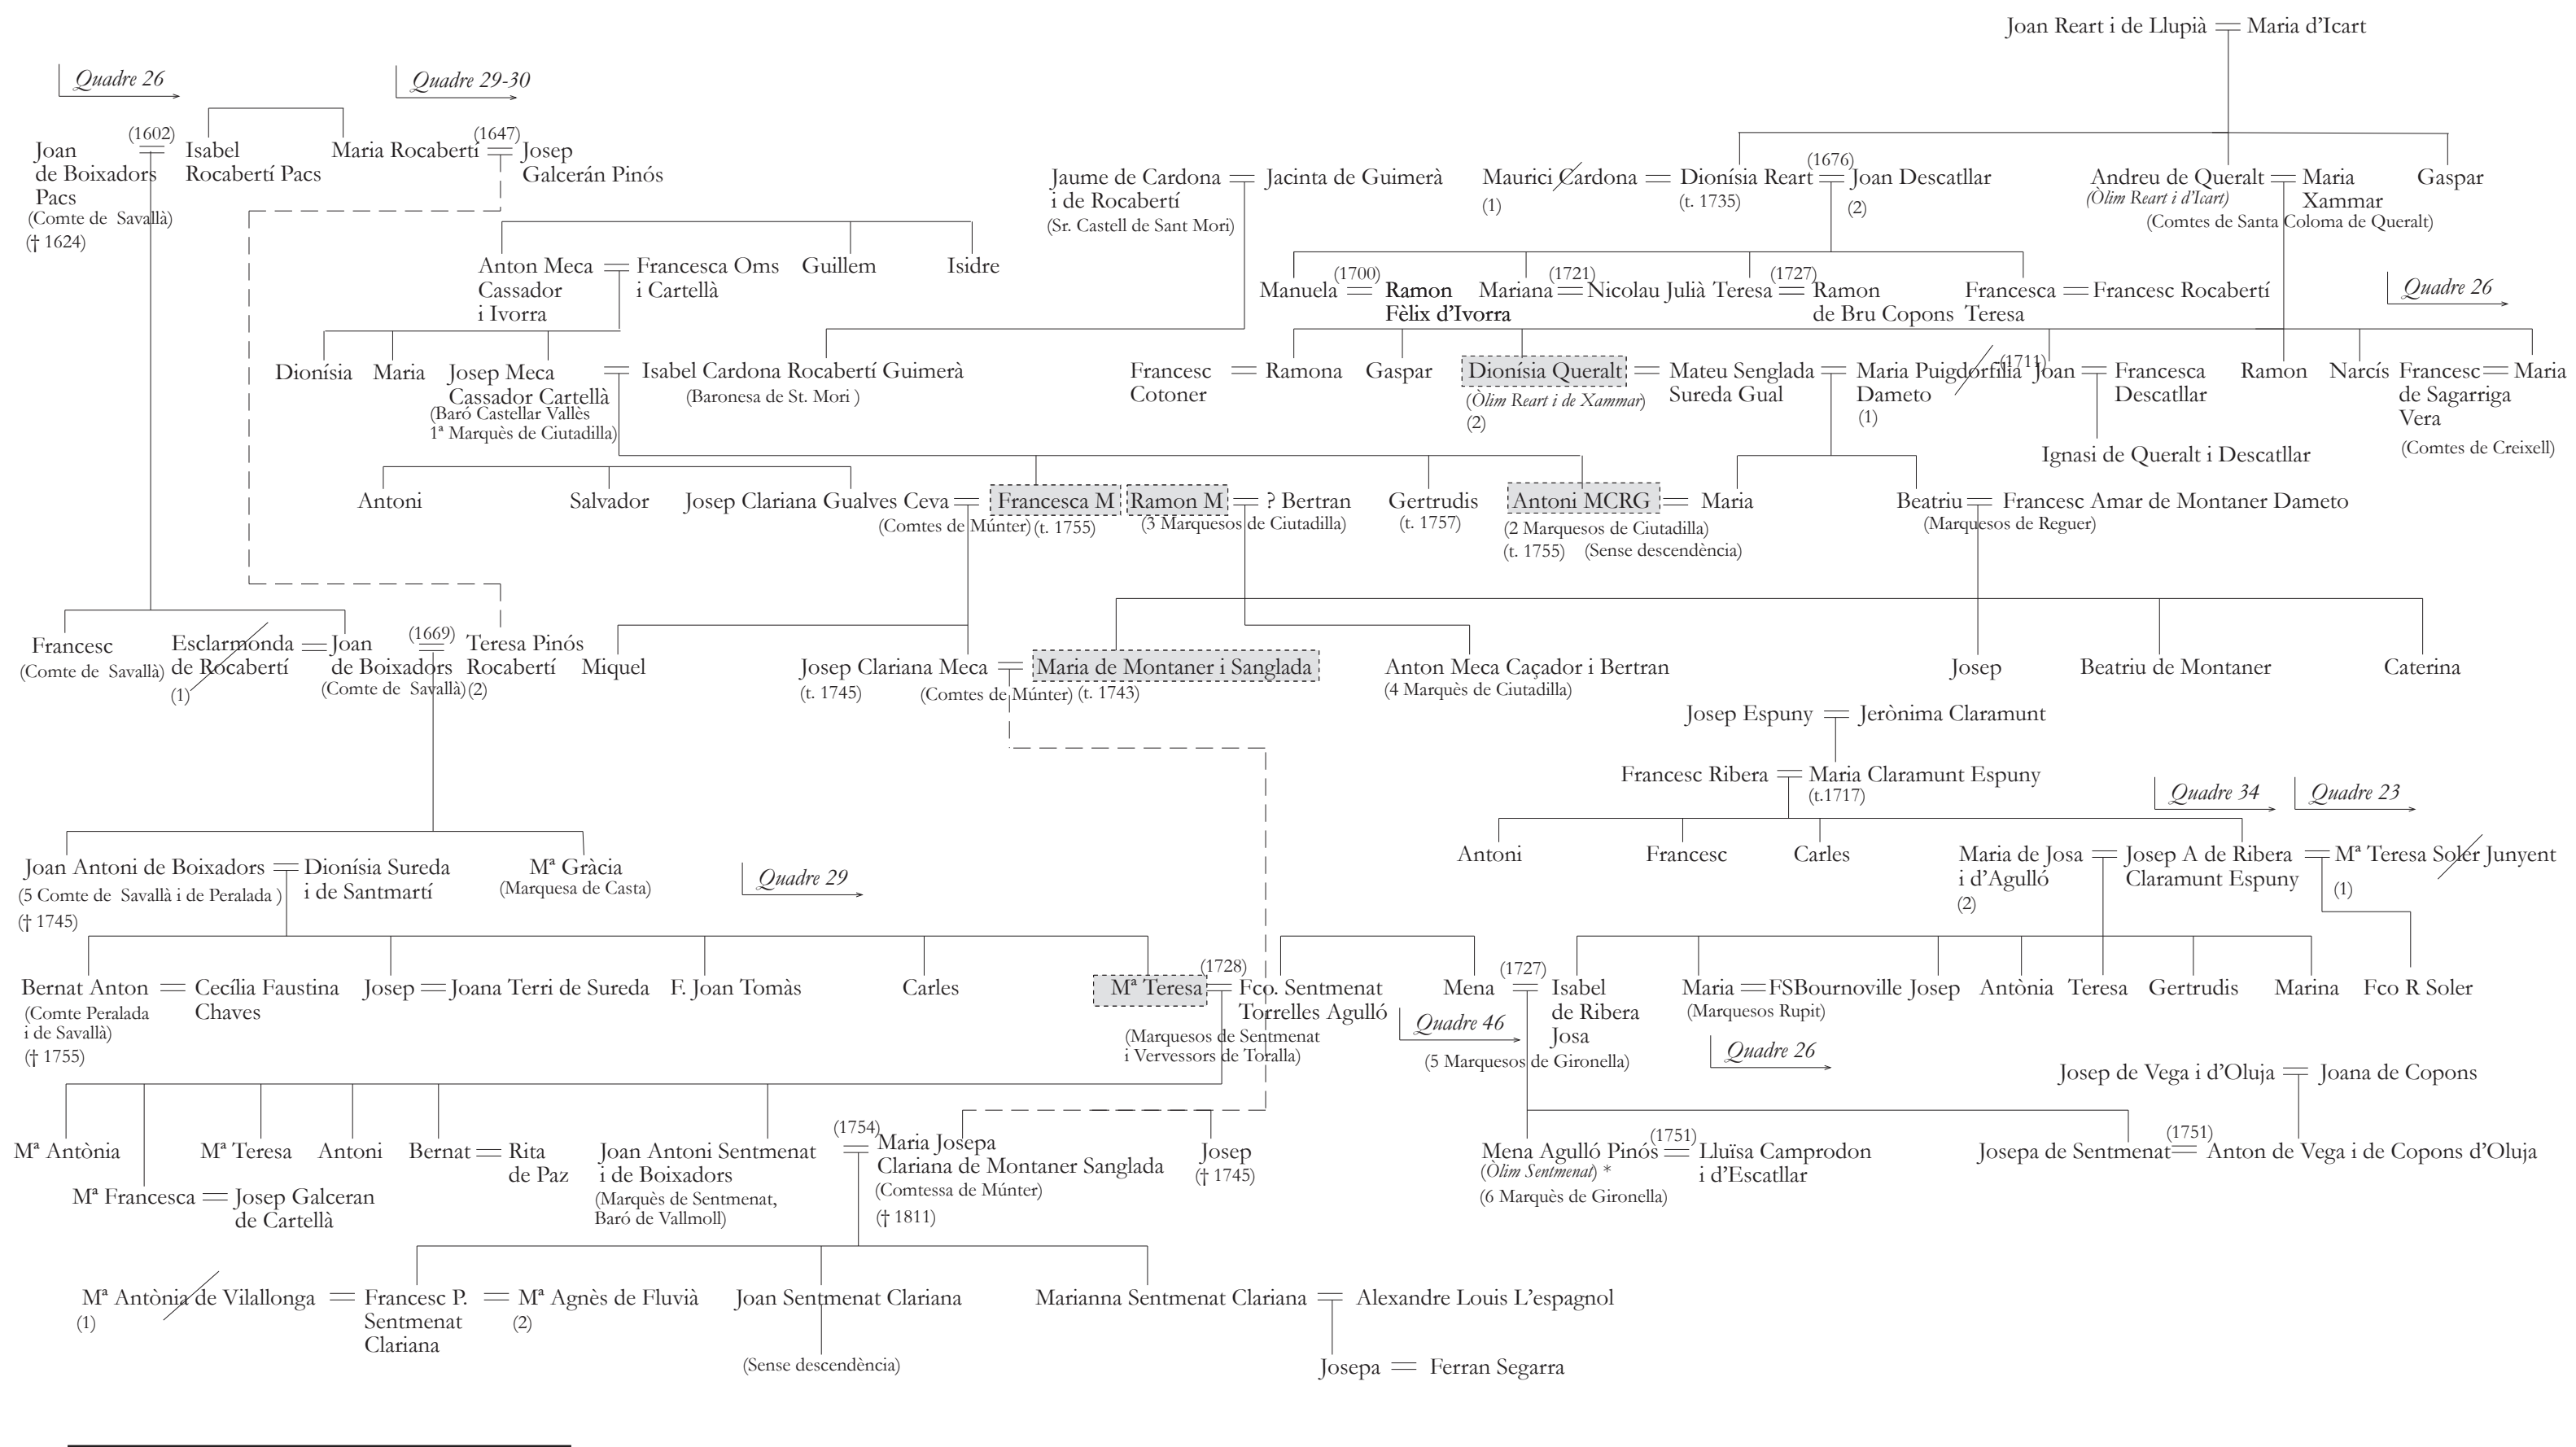 Joan Reart i de Llupià
Maria d'Icart
Quadre 26
Quadre 29-30
(1602)
(1647)
Joan
de Boixadors
Pacs
(Comte de Savallà)
(† 1624)
Isabel
Rocabertí Pacs
Maria Rocabertí
Josep
Galcerán Pinós
Jaume de Cardona
i de Rocabertí
(Sr. Castell de Sant Mori)
Jacinta de Guimerà
Maurici Cardona
(1)
Dionísia Reart
(t. 1735)
(1676)
Joan Descatllar
(2)
Andreu de Queralt
(Òlim Reart i d'Icart)
Maria
Xammar
(Comtes de Santa Coloma de Queralt)
Gaspar
Anton Meca
Cassador
i Ivorra
Francesca Oms
i Cartellà
Guillem
Isidre
Manuela
(1700)
Ramon
Fèlix d'Ivorra
Mariana
(1721)
Nicolau Julià
Teresa
(1727)
Ramon
de Bru Copons
Francesca
Teresa
Francesc Rocabertí
Quadre 26
Dionísia
Maria
Josep Meca
Cassador Cartellà
(Baró Castellar Vallès
1ª Marquès de Ciutadilla)
Isabel Cardona Rocabertí Guimerà
(Baronesa de St. Mori )
Francesc
Cotoner
Ramona
Gaspar
Dionísia Queralt
(Òlim Reart i de Xammar)
(2)
Mateu Senglada
Sureda Gual
Maria Puigdorfilia
Dameto
(1)
(1711)
Joan
Francesca
Descatllar
Ramon
Narcís
Francesc
de Sagarriga
Vera
(Comtes de Creixell)
Maria
Ignasi de Queralt i Descatllar
Antoni
Salvador
Josep Clariana Gualves Ceva
(Comtes de Múnter)
Francesca M
(t. 1755)
Ramon M
? Bertran
(3 Marquesos de Ciutadilla)
Gertrudis
(t. 1757)
Antoni MCRG
Maria
(2 Marquesos de Ciutadilla)
(t. 1755)
(Sense descendència)
Beatriu
Francesc Amar de Montaner Dameto
(Marquesos de Reguer)
Francesc
(Comte de Savallà)
Esclarmonda
de Rocabertí
(1)
Joan
de Boixadors
(Comte de Savallà)
(1669)
Teresa Pinós
Rocabertí
(2)
Miquel
Josep Clariana Meca
(t. 1745)
(Comtes de Múnter)
Maria de Montaner i Sanglada
(t. 1743)
Anton Meca Caçador i Bertran
(4 Marquès de Ciutadilla)
Josep
Beatriu de Montaner
Caterina
Josep Espuny
Jerònima Claramunt
Francesc Ribera
Maria Claramunt Espuny
(t.1717)
Quadre 34
Quadre 23
Joan Antoni de Boixadors
(5 Comte de Savallà i de Peralada )
(† 1745)
Dionísia Sureda
i de Santmartí
Mª Gràcia
(Marquesa de Casta)
Quadre 29
Antoni
Francesc
Carles
Maria de Josa
i d'Agulló
(2)
Josep A de Ribera
Claramunt Espuny
Mª Teresa Soler Junyent
(1)
Bernat Anton
(Comte Peralada
i de Savallà)
(† 1755)
Cecília Faustina
Chaves
Josep
Joana Terri de Sureda
F. Joan Tomàs
Carles
Mª Teresa
(1728)
Fco. Sentmenat
Torrelles Agulló
(Marquesos de Sentmenat
i Vervessors de Toralla)
Mena
(1727)
Isabel
de Ribera
Josa
Quadre 46
(5 Marquesos de Gironella)
Maria
FSBournoville
(Marquesos Rupit)
Josep
Antònia
Teresa
Gertrudis
Marina
Fco R Soler
Quadre 26
Josep de Vega i d'Oluja
Joana de Copons
Mª Antònia
Mª Francesca
Josep Galceran
de Cartellà
Mª Teresa
Antoni
Bernat
Rita
de Paz
Joan Antoni Sentmenat
i de Boixadors
(Marquès de Sentmenat,
Baró de Vallmoll)
(1754)
Maria Josepa
Clariana de Montaner Sanglada
(Comtessa de Múnter)
(† 1811)
Josep
(† 1745)
Mena Agulló Pinós
(Òlim Sentmenat) *
(6 Marquès de Gironella)
(1751)
Lluïsa Camprodon
i d'Escatllar
Josepa de Sentmenat
(1751)
Anton de Vega i de Copons d'Oluja
Mª Antònia de Vilallonga
(1)
Francesc P.
Sentmenat
Clariana
Mª Agnès de Fluvià
(2)
Joan Sentmenat Clariana
(Sense descendència)
Marianna Sentmenat Clariana
Alexandre Louis L'espagnol
Josepa
Ferran Segarra